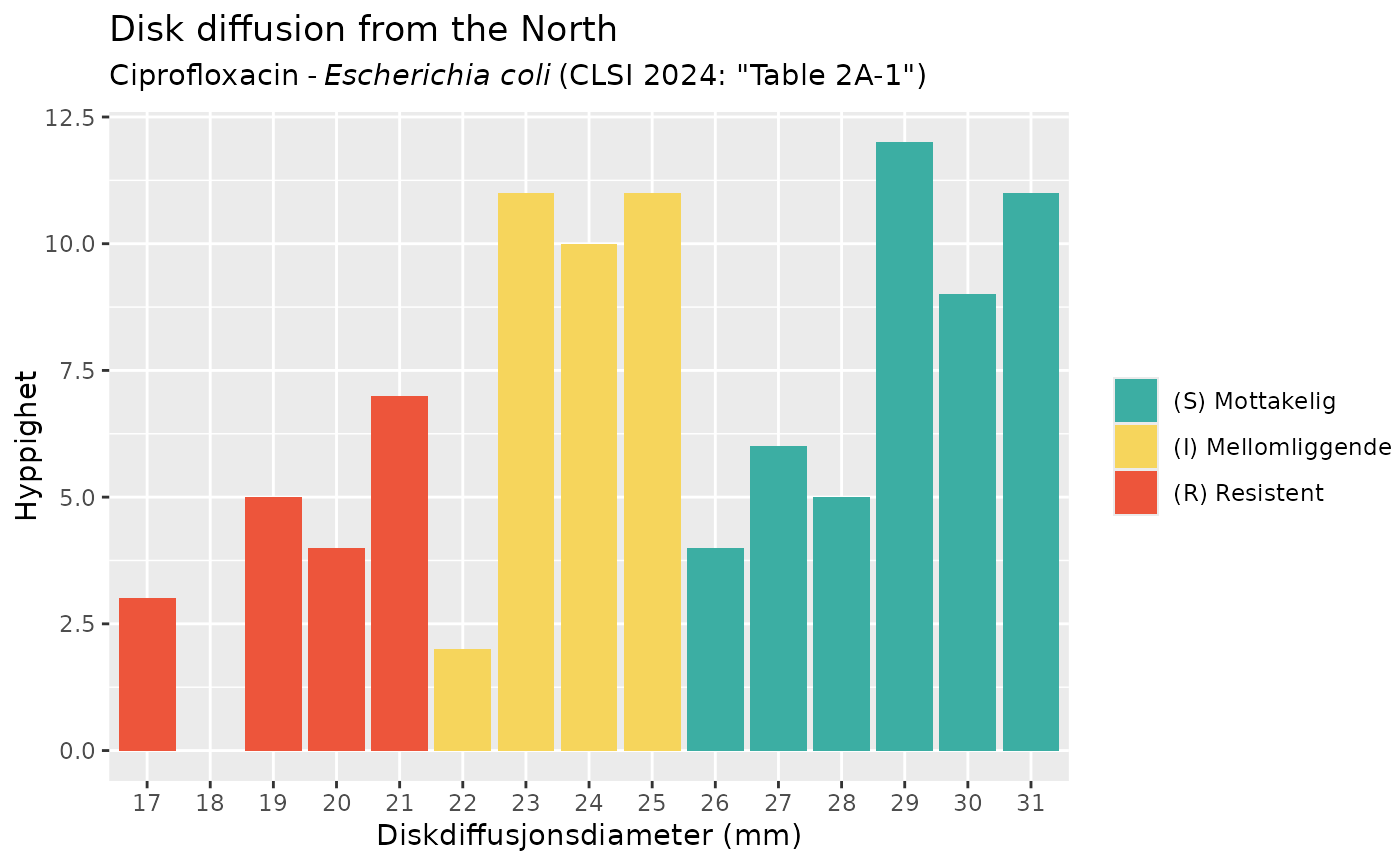 Disk diffusion from the North
Ciprofloxacin - Escherichia coli (CLSI 2024: "Table 2A-1")
12.5
10.0
7.5
5.0
2.5
0.0
Hyppighet
17 18 19 20 21 22 23 24 25 26 27 28 29 30 31
Diskdiffusjonsdiameter (mm)
(S) Mottakelig
(I) Mellomliggende
(R) Resistent